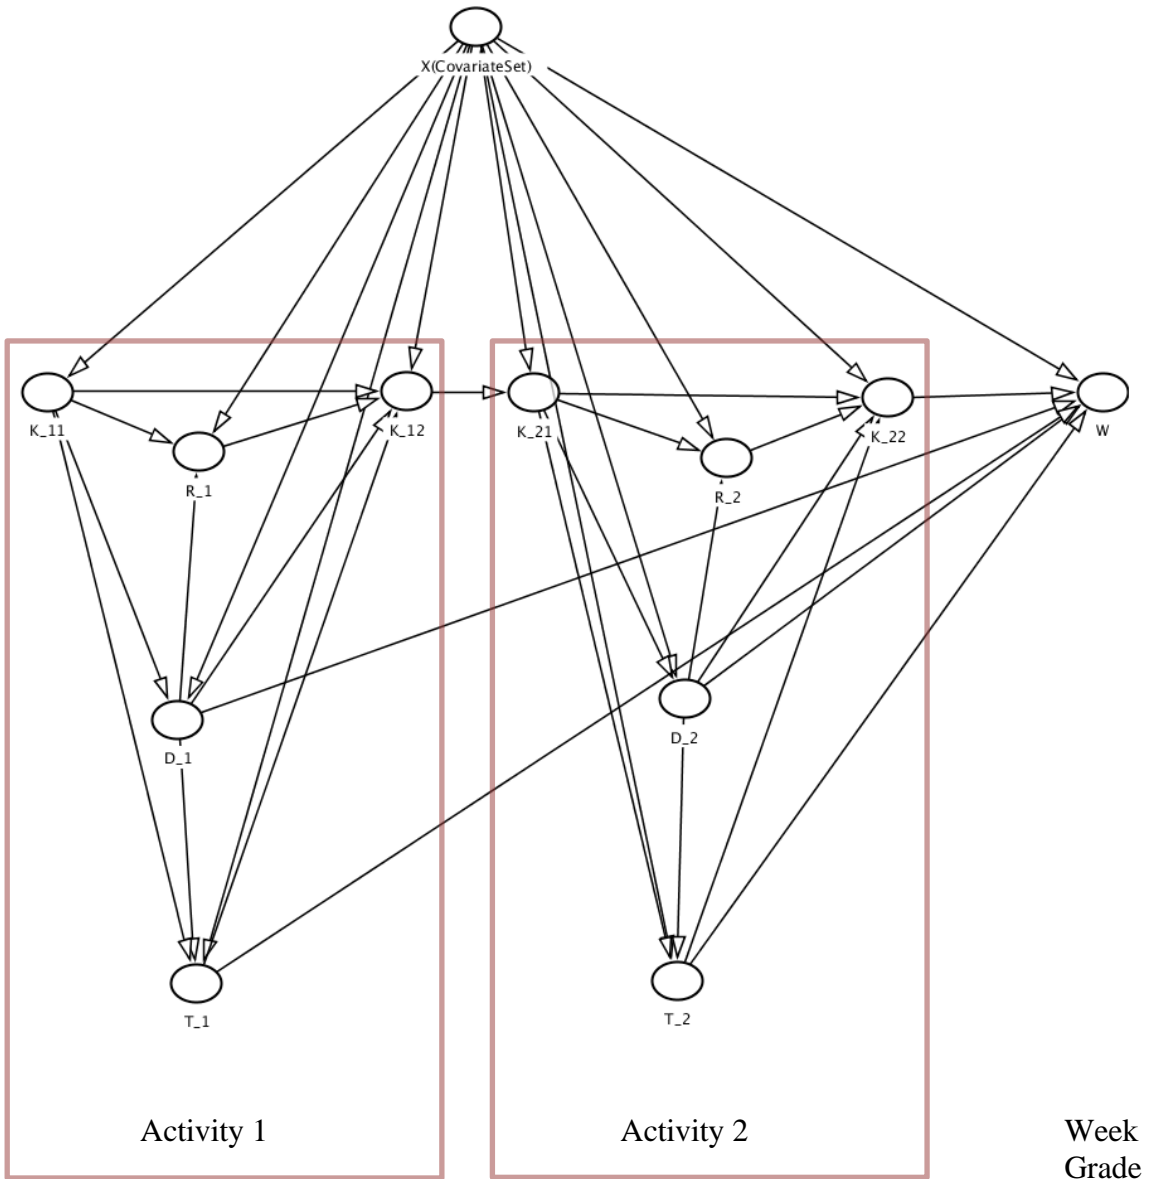 X(CovariateSet)
K_11
K_12
K_21
K_22
W
R_1
R_2
D_1
D_2
T_1
T_2
Activity 1
Activity 2
Week
Grade